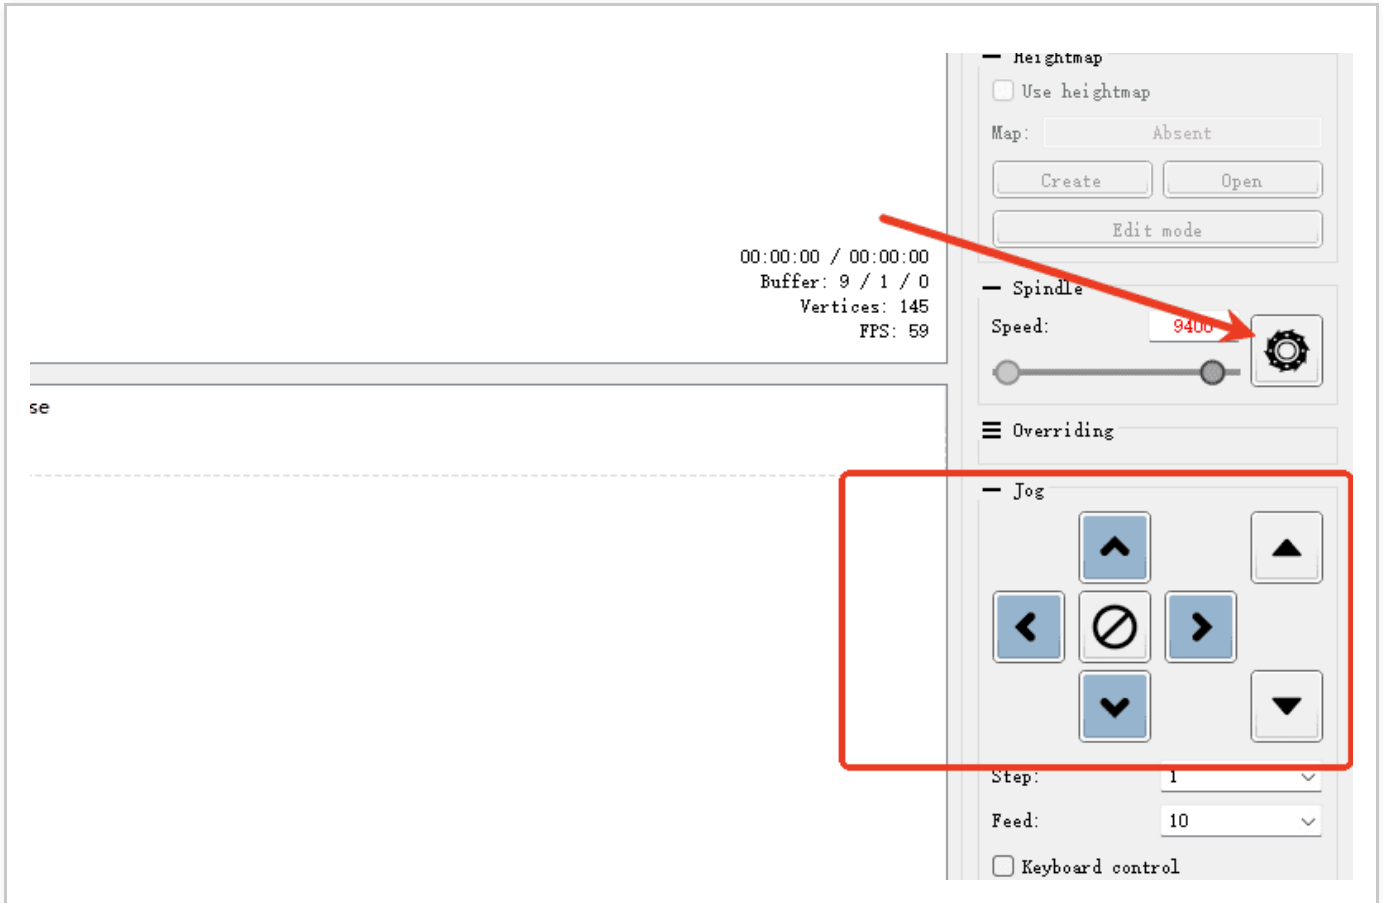 Heightmap
Use heightmap
Map: Absent
Create Open
Edit mode
00:00:00 / 00:00:00
Buffer: 9 / 1 / 0
Vertices: 145
FPS: 59
Spindle
Speed: 9400
se
Overriding
Jog
Step: 1
Feed: 10
Keyboard control